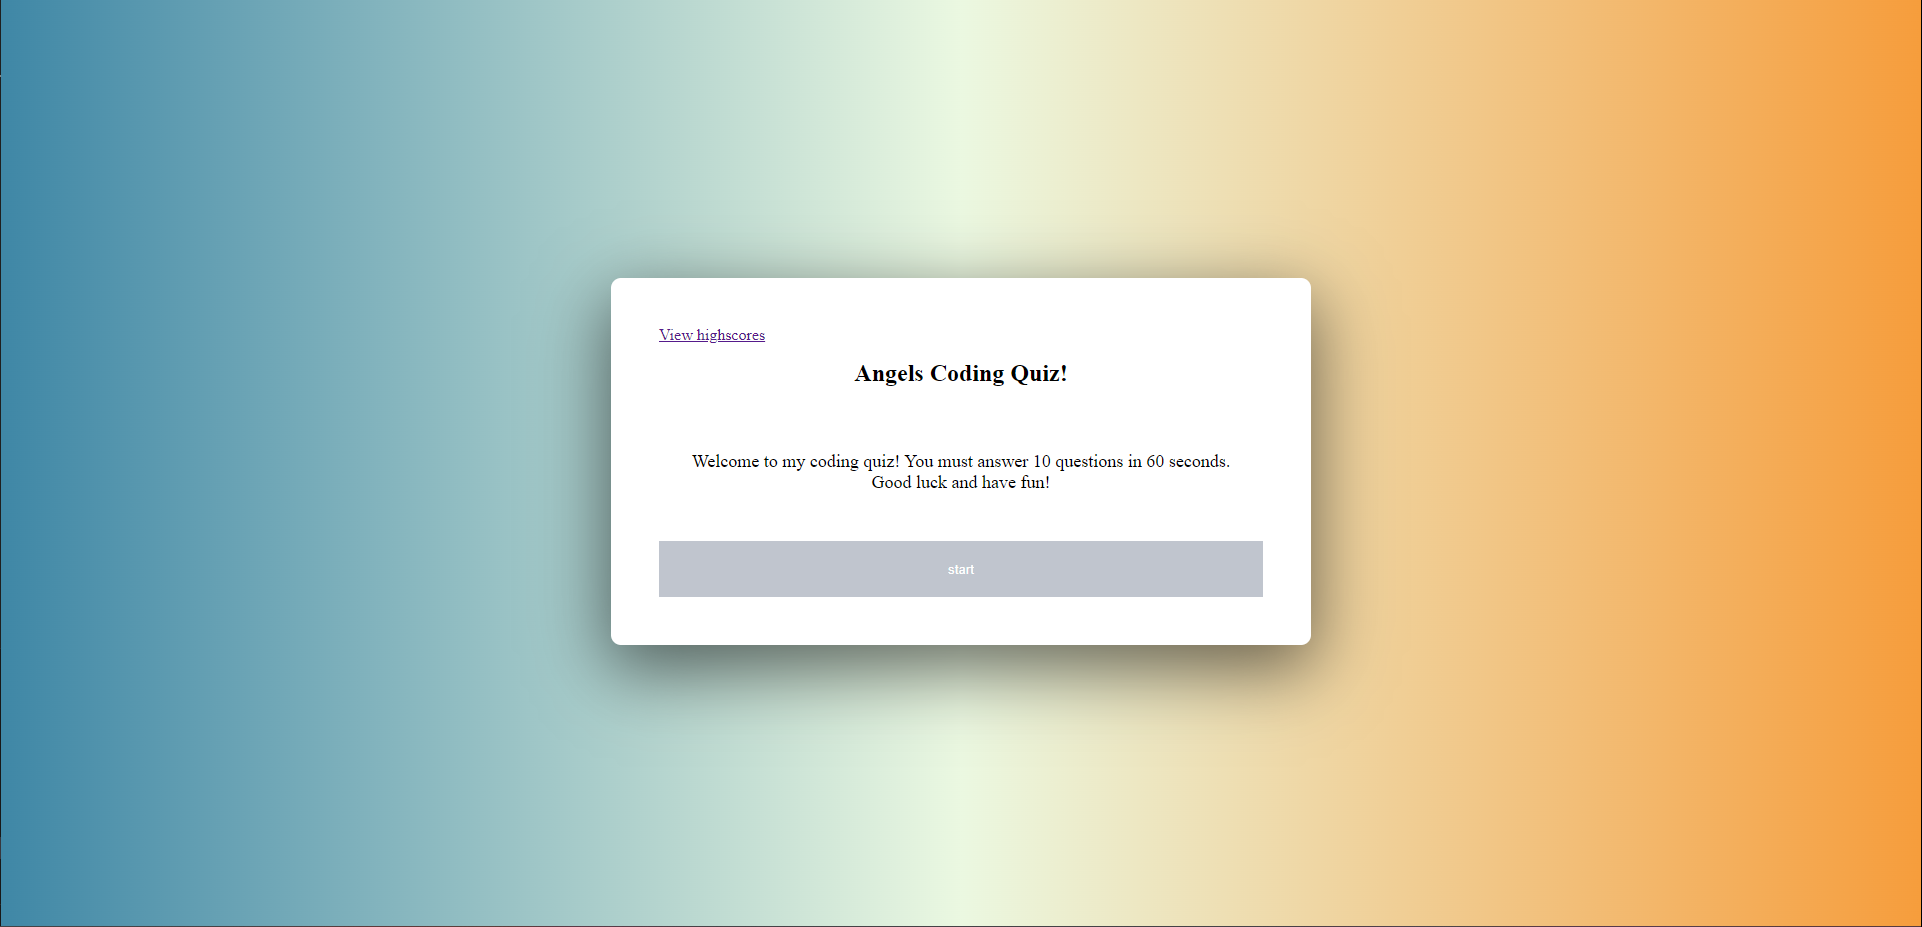 View highscores
Angels Coding Quiz!
Welcome to my coding quiz! You must answer 10 questions in 60 seconds.
Good luck and have fun!
start